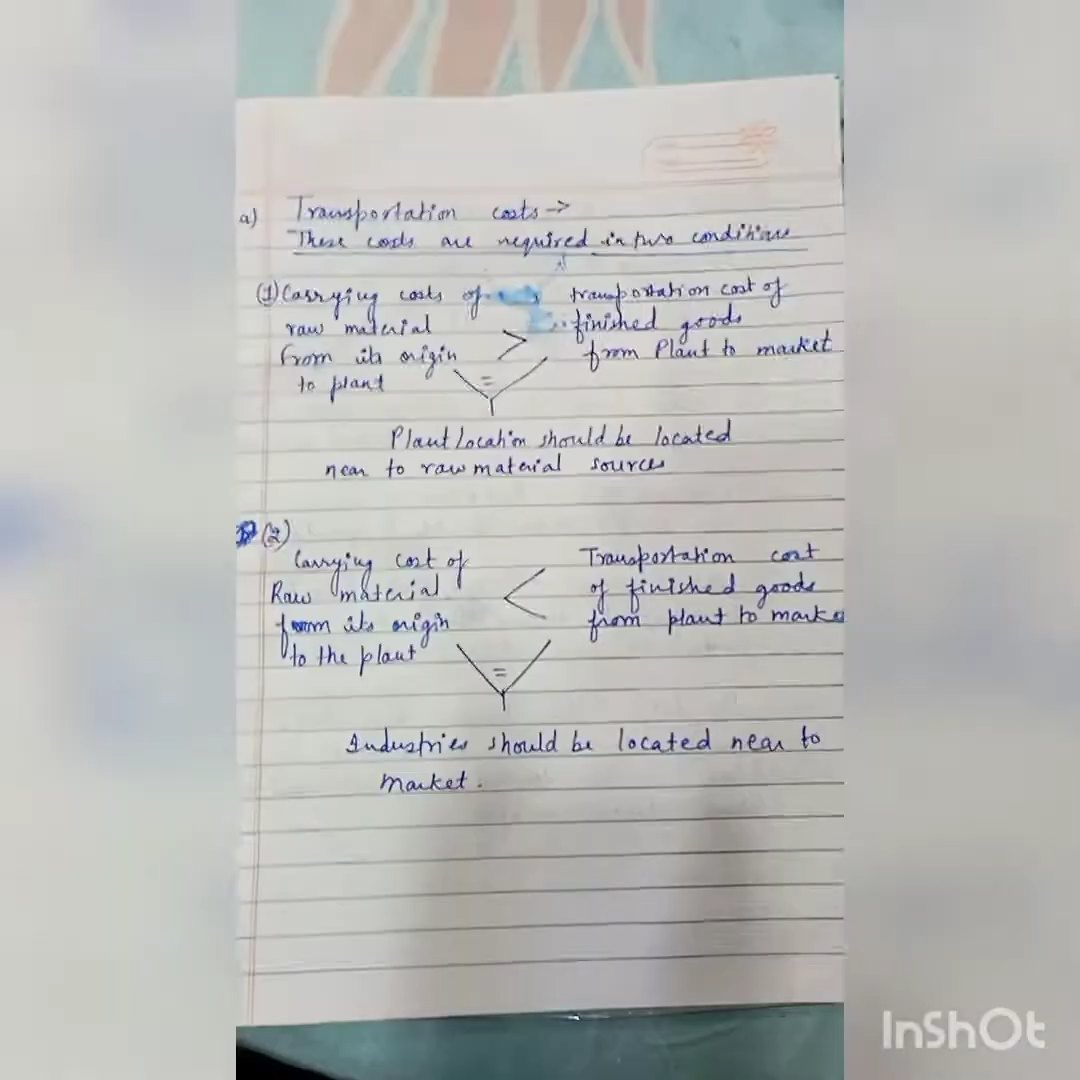 a) Transportation costs →
These costs are required in two conditions
(1) Carrying costs of > transportation cost of
raw material finished goods
from its origin from Plant to market
to plant
=
Plant Location should be located
near to raw material sources
(2)
Carrying cost of < Transportation cost
Raw material of finished goods
from its origin from plant to marke
to the plant
=
Industries should be located near to
Market.
InShOt